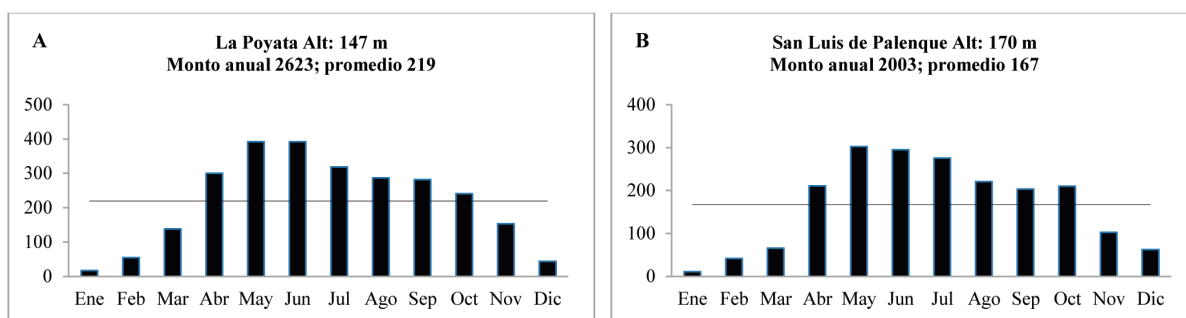 A
La Poyata Alt: 147 m
Monto anual 2623; promedio 219
500
400
300
200
100
0
Ene Feb Mar Abr May Jun Jul Ago Sep Oct Nov Dic
B
San Luis de Palenque Alt: 170 m
Monto anual 2003; promedio 167
400
300
200
100
0
Ene Feb Mar Abr May Jun Jul Ago Sep Oct Nov Dic